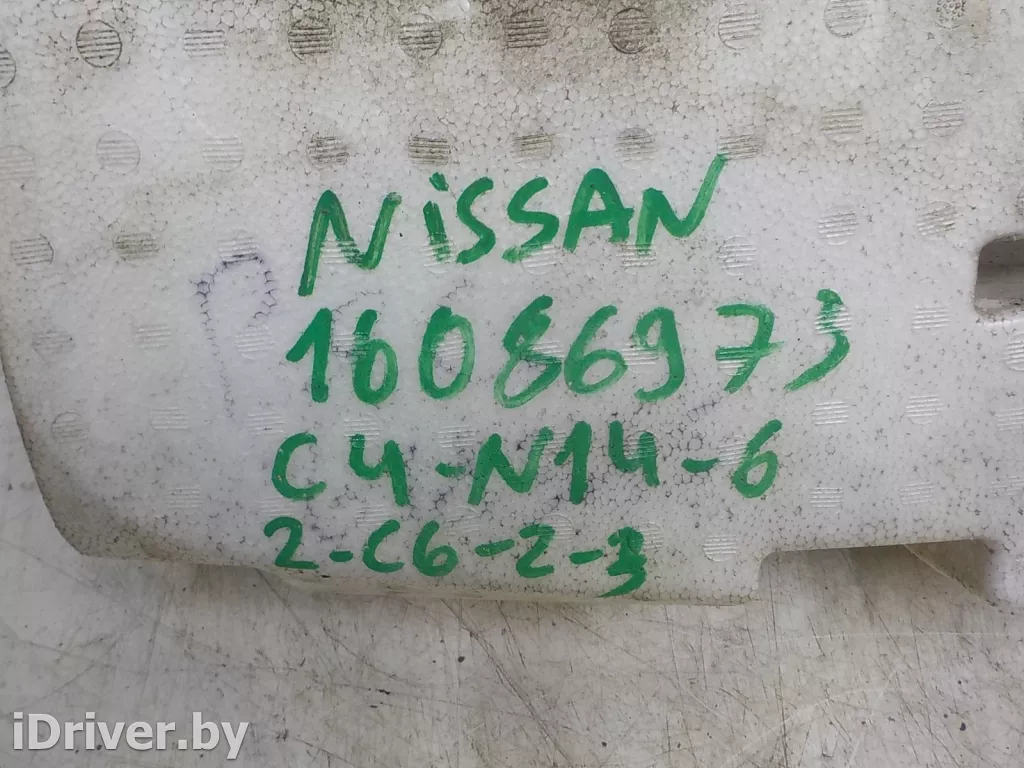 NiSSAN
16086973
C4-N14-6
2-C6-2-3
iDriver.by